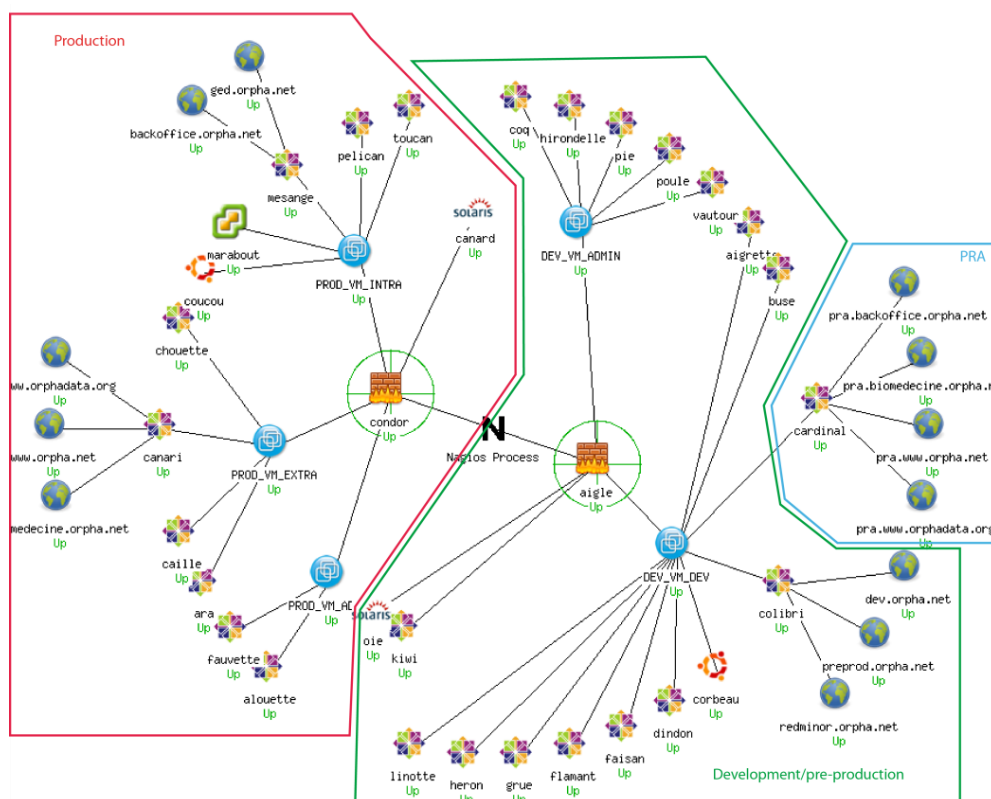 Production
ged.orpha.net
Up
backoffice.orpha.net
Up
mesange
Up
pelican
Up
toucan
Up
solaris
canard
Up
marabout
Up
coucou
Up
PROD_VM_INTRA
Up
chouette
Up
ww.orphadata.org
Up
www.orpha.net
Up
medecine.orpha.net
Up
canari
Up
PROD_VM_EXTRA
Up
condor
Up
caille
Up
ara
Up
fauvette
Up
alouette
Up
PROD_VM_AD
Up
N
Nagios Process
coq
Up
hirondelle
Up
pie
Up
poule
Up
vautour
Up
aigrette
Up
buse
Up
DEV_VM_ADMIN
Up
aigle
Up
PRA
pra.backoffice.orpha.net
Up
pra.biomedecine.orpha.n
Up
pra.www.orpha.net
Up
pra.www.orphadata.org
Up
cardinal
Up
DEV_VM_DEV
Up
solaris
oie
Up
kiwi
Up
colibri
Up
dev.orpha.net
Up
preprod.orpha.net
Up
redminor.orpha.net
Up
corbeau
Up
dindon
Up
faisan
Up
flamant
Up
grue
Up
heron
Up
linotte
Up
Development/pre-production